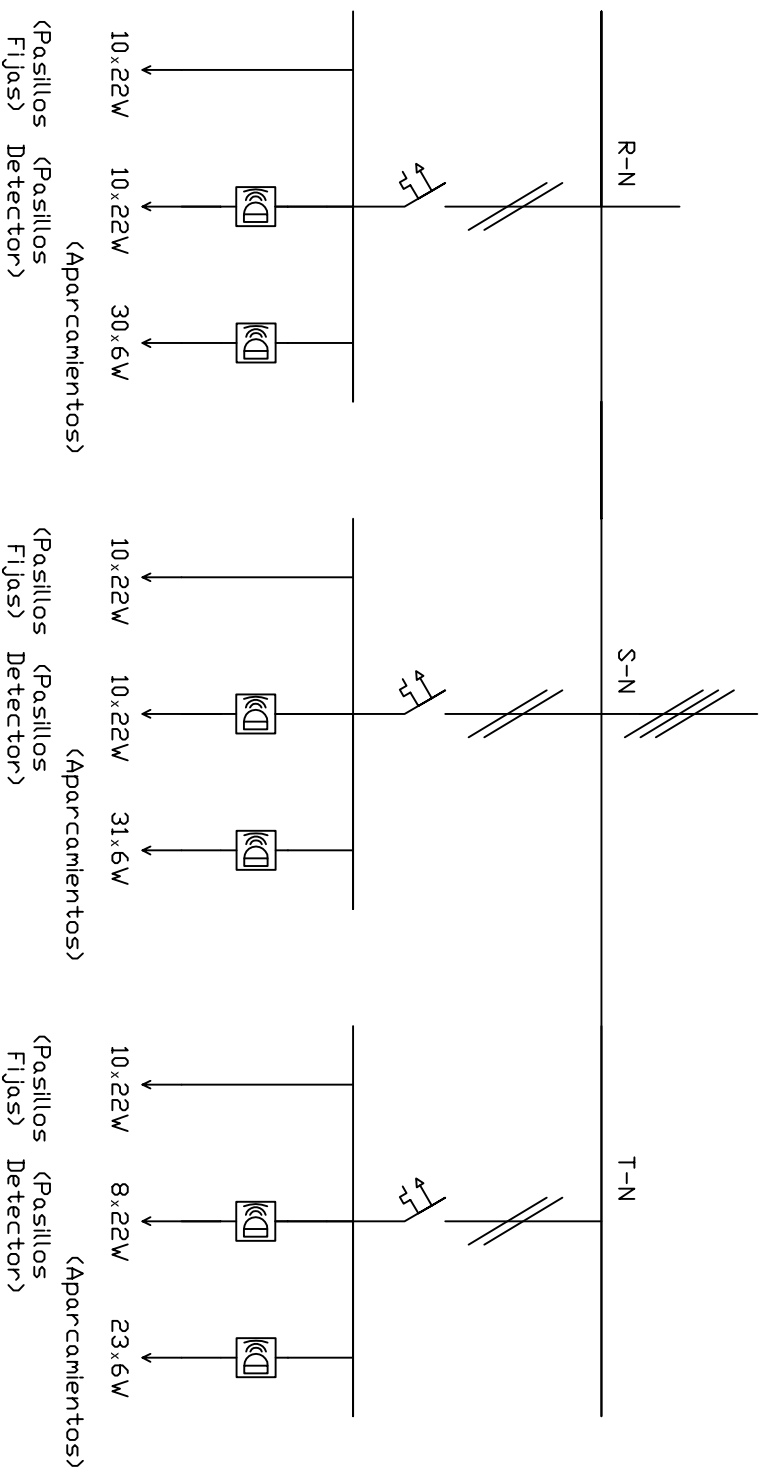 R-N
10x22W
(Pasillos
Fijas)
10x22W
(Pasillos
Detector)
30x6W
(Aparcamientos)
S-N
10x22W
(Pasillos
Fijas)
10x22W
(Pasillos
Detector)
31x6W
(Aparcamientos)
T-N
10x22W
(Pasillos
Fijas)
8x22W
(Pasillos
Detector)
23x6W
(Aparcamientos)